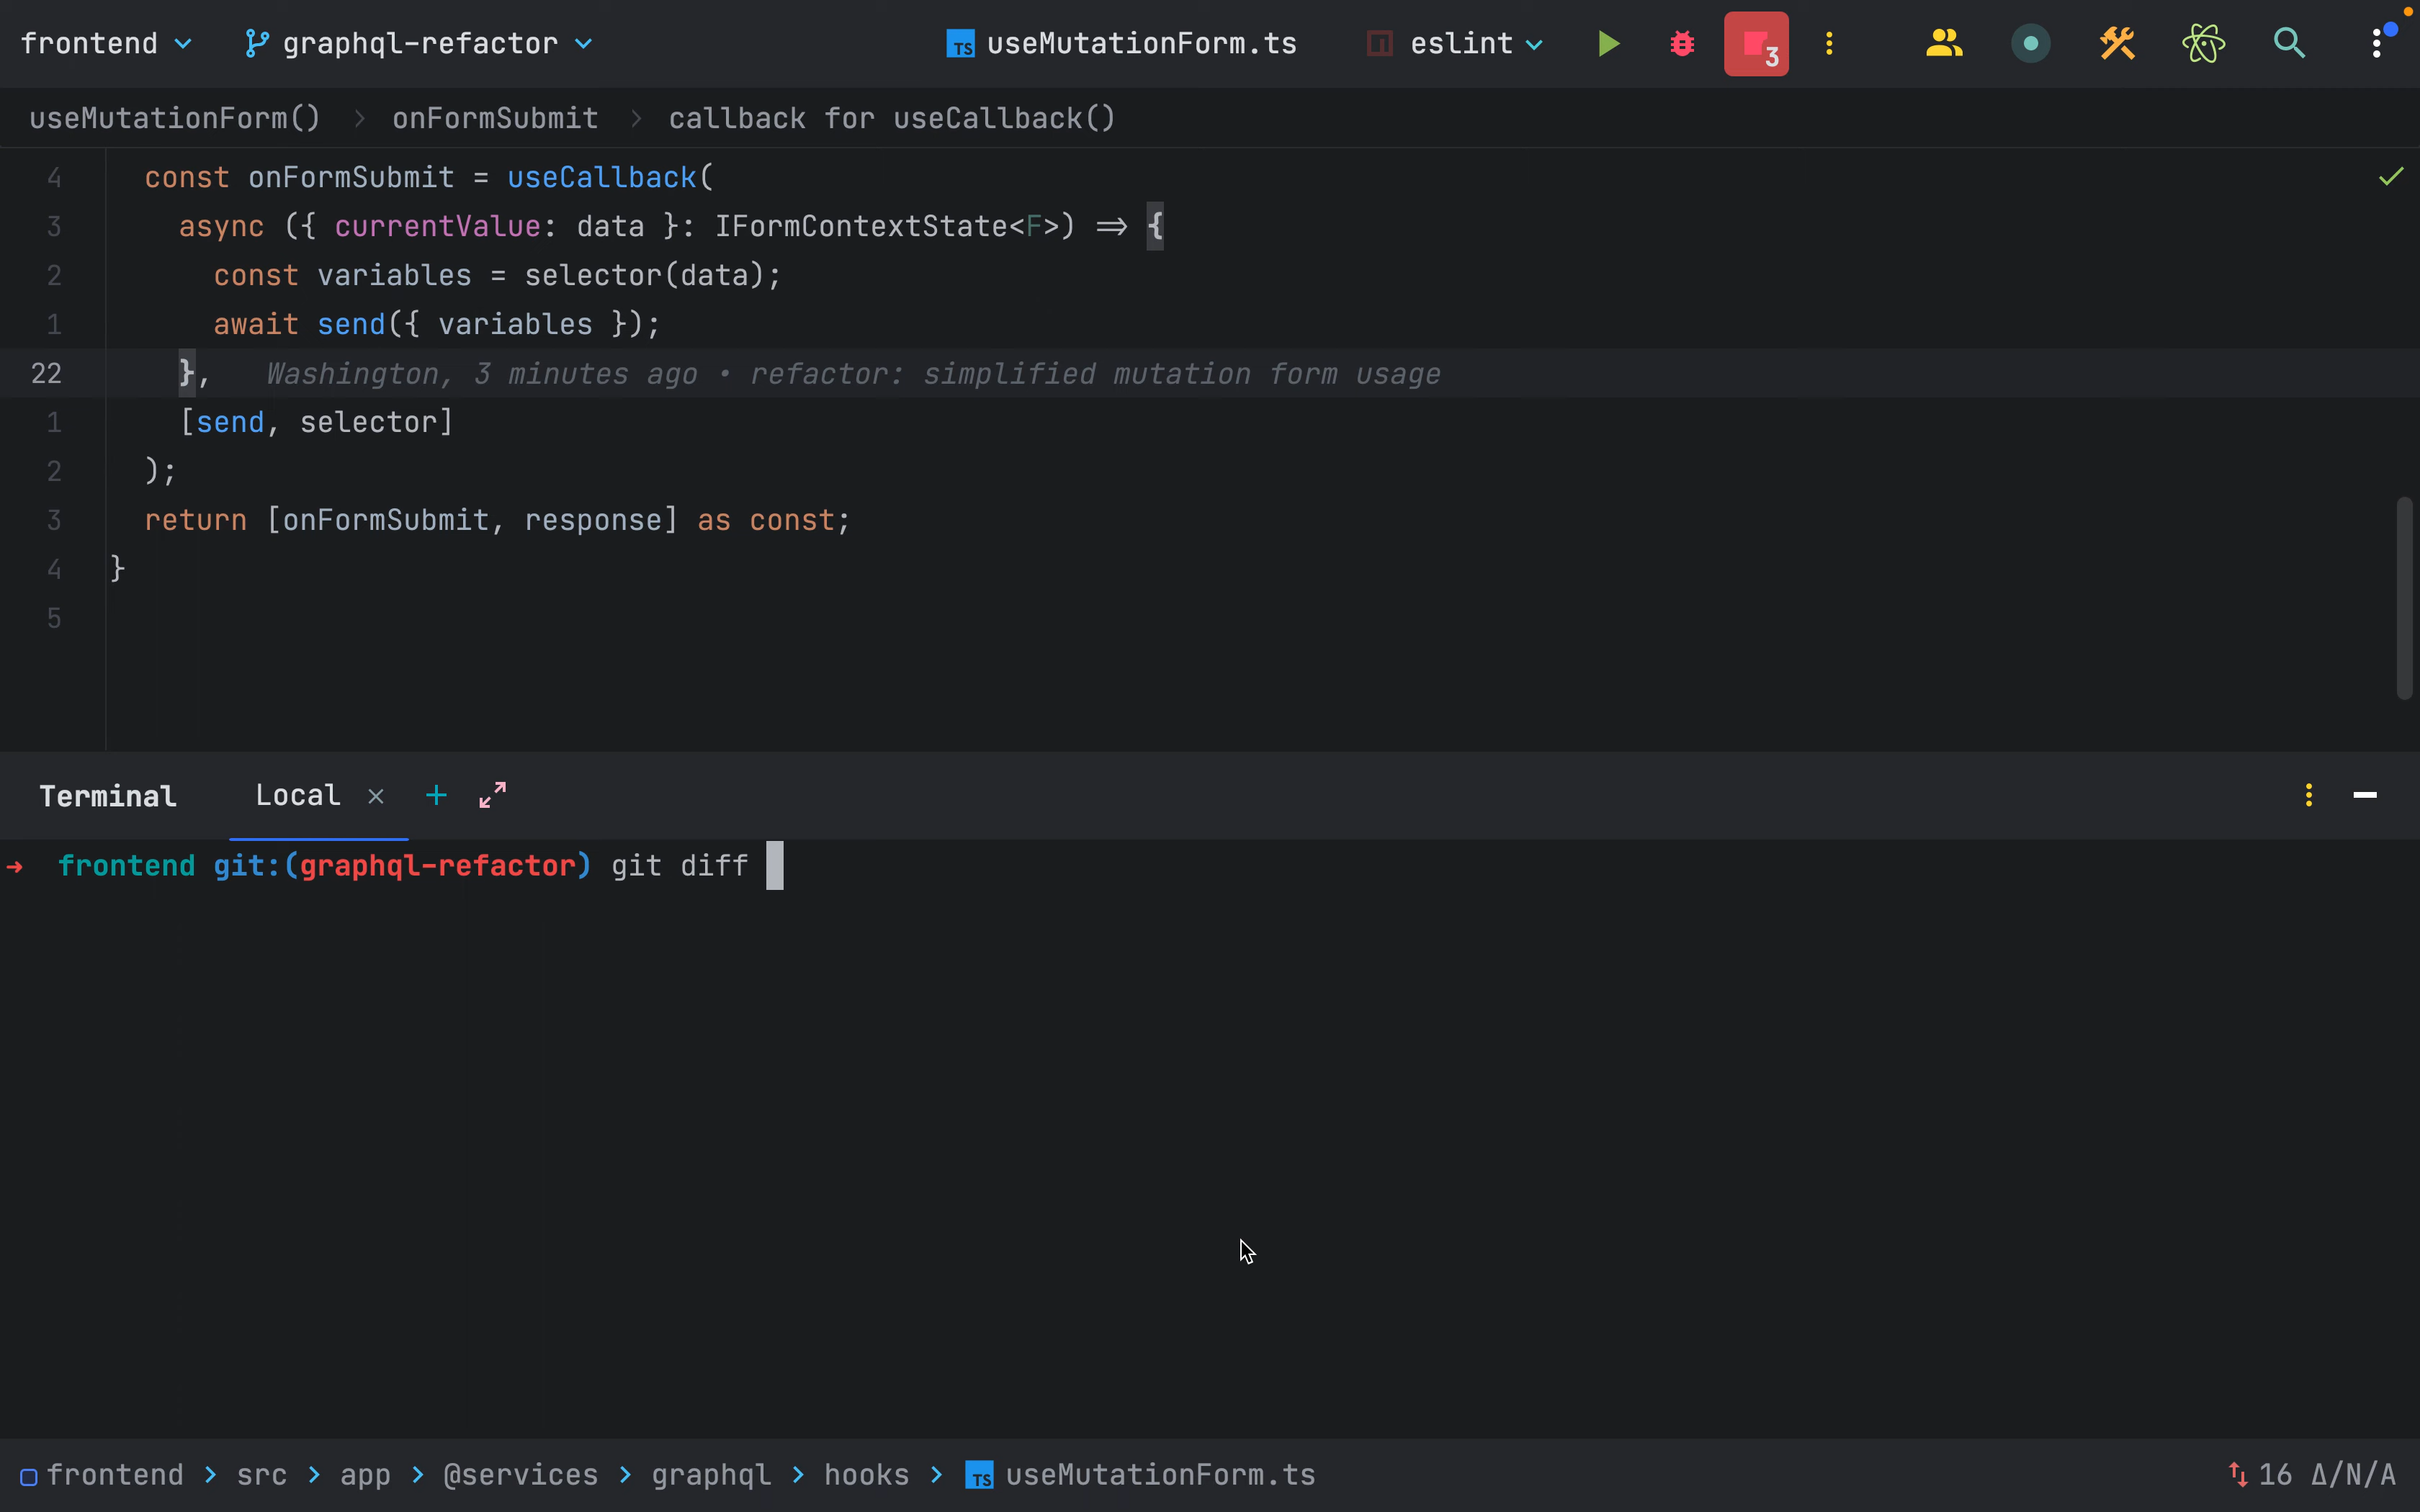 frontend graphql-refactor TS useMutationForm.ts eslint 3
useMutationForm() > onFormSubmit > callback for useCallback()
4 const onFormSubmit = useCallback(
3 async ({ currentValue: data }: IFormContextState<F>) => {
2 const variables = selector(data);
1 await send({ variables });
22 }, Washington, 3 minutes ago • refactor: simplified mutation form usage
1 [send, selector]
2 );
3 return [onFormSubmit, response] as const;
4 }
5
Terminal Local × +
→ frontend git:(graphql-refactor) git diff
frontend > src > app > @services > graphql > hooks > TS useMutationForm.ts 16 Δ/N/A